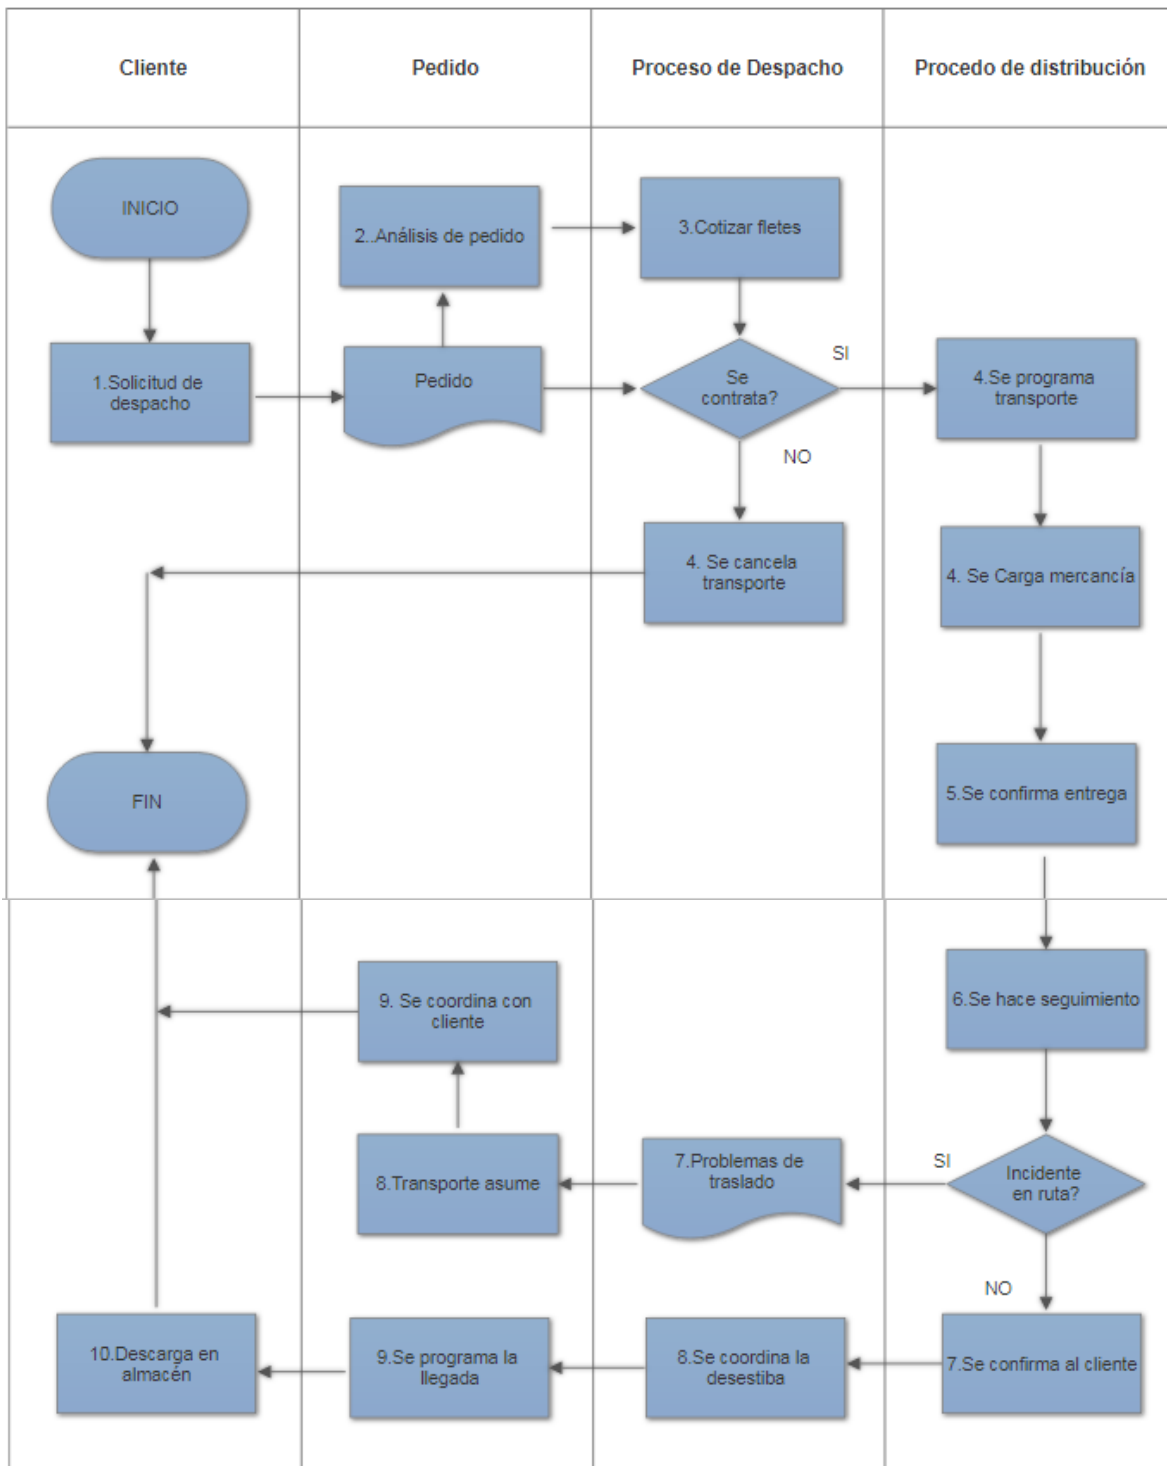 Cliente
Pedido
Proceso de Despacho
Procedo de distribución
INICIO
2..Análisis de pedido
3.Cotizar fletes
1.Solicitud de
despacho
Pedido
Se
contrata?
SI
4.Se programa
transporte
NO
4. Se cancela
transporte
4. Se Carga mercancía
FIN
5.Se confirma entrega
9. Se coordina con
cliente
6.Se hace seguimiento
8.Transporte asume
7.Problemas de
traslado
SI
Incidente
en ruta?
NO
10.Descarga en
almacén
9.Se programa la
llegada
8.Se coordina la
desestiba
7.Se confirma al cliente